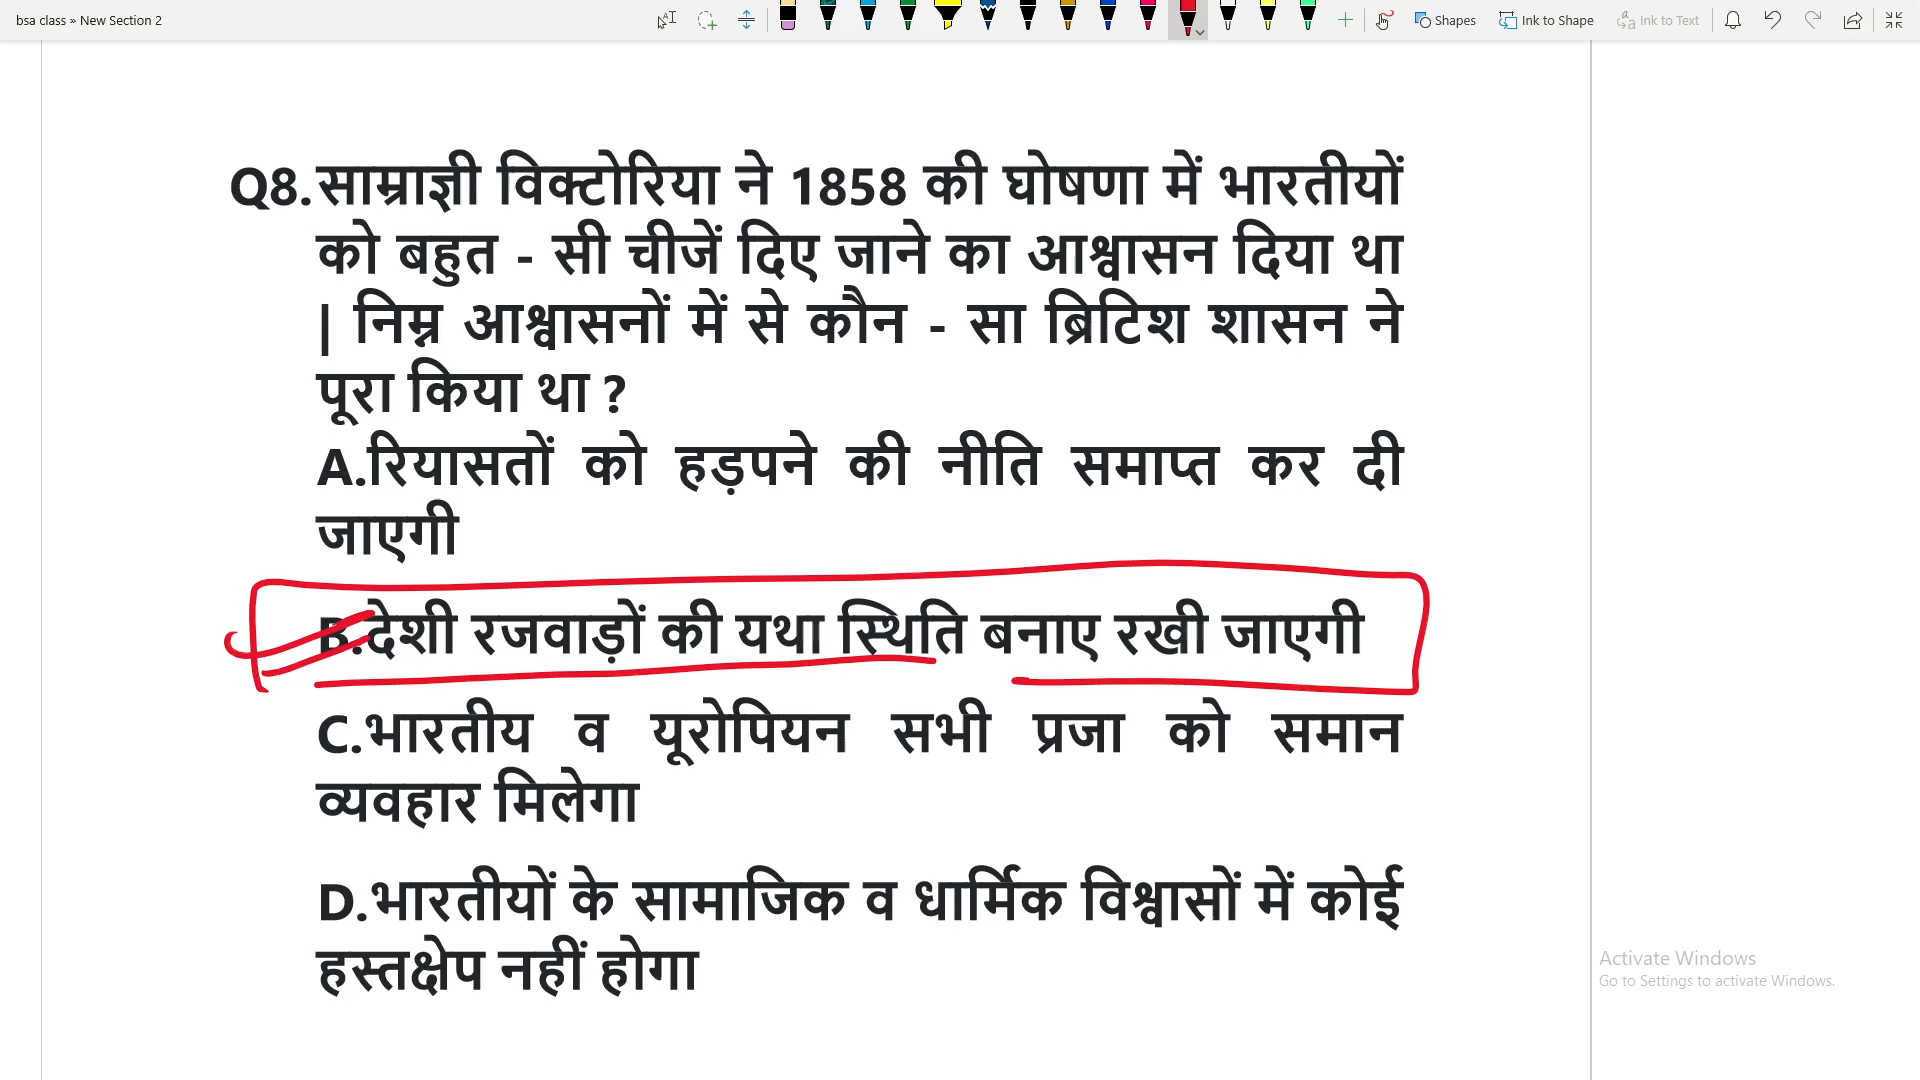 bsa class » New Section 2
Shapes
Ink to Shape
Ink to Text
Q8.साम्राज्ञी विक्टोरिया ने 1858 की घोषणा में भारतीयों
को बहुत - सी चीजें दिए जाने का आश्वासन दिया था
| निम्न आश्वासनों में से कौन - सा ब्रिटिश शासन ने
पूरा किया था ?
A.रियासतों को हड़पने की नीति समाप्त कर दी
जाएगी
B.देशी रजवाड़ों की यथा स्थिति बनाए रखी जाएगी
C.भारतीय व यूरोपियन सभी प्रजा को समान
व्यवहार मिलेगा
D.भारतीयों के सामाजिक व धार्मिक विश्वासों में कोई
हस्तक्षेप नहीं होगा
Activate Windows
Go to Settings to activate Windows.